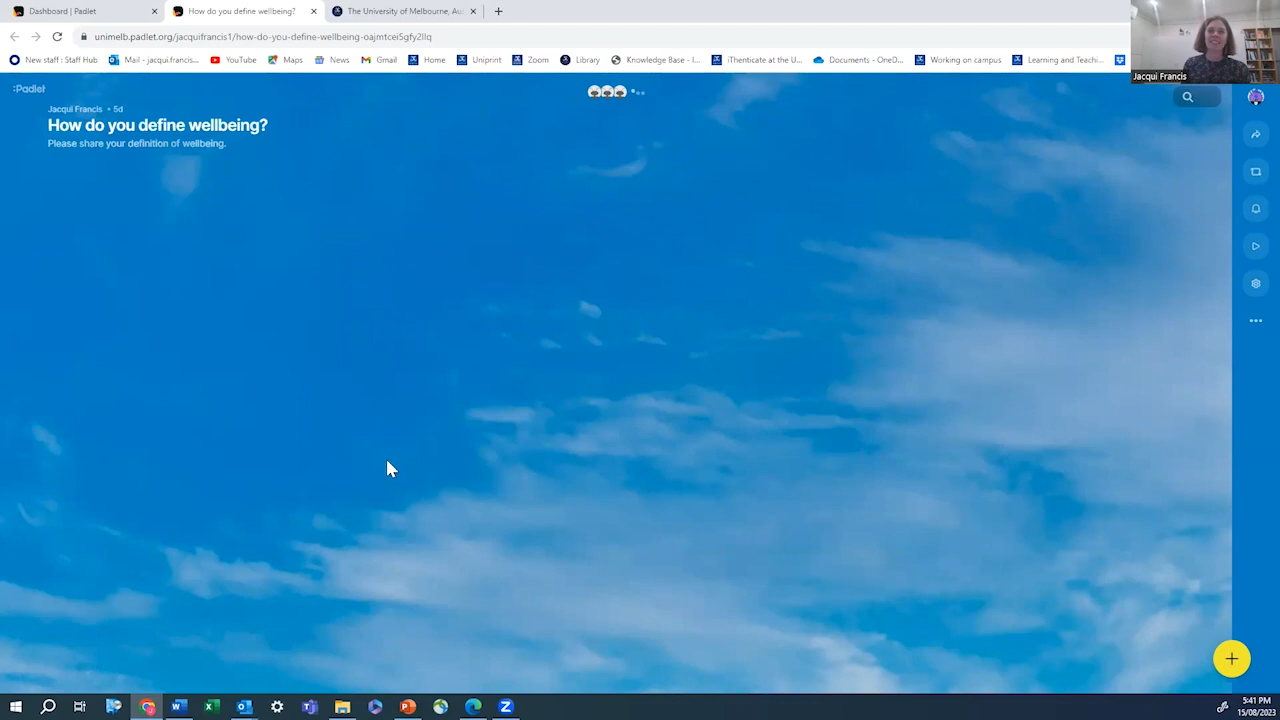 Dashboard | Padlet
How do you define wellbeing?
The University of Melbourne, Au
unimelb.padlet.org/jacquifrancis1/how-do-you-define-wellbeing-oajmtcei5gfy2llq
New staff : Staff Hub
Mail - jacqui.francis...
YouTube
Maps
News
Gmail
Home
Uniprint
Zoom
Library
Knowledge Base - I...
iThenticate at the U...
Documents - OneD...
Working on campus
Learning and Teachi...
Jacqui Francis
:Padlet
Jacqui Francis • 5d
How do you define wellbeing?
Please share your definition of wellbeing.
5:41 PM
15/08/2023